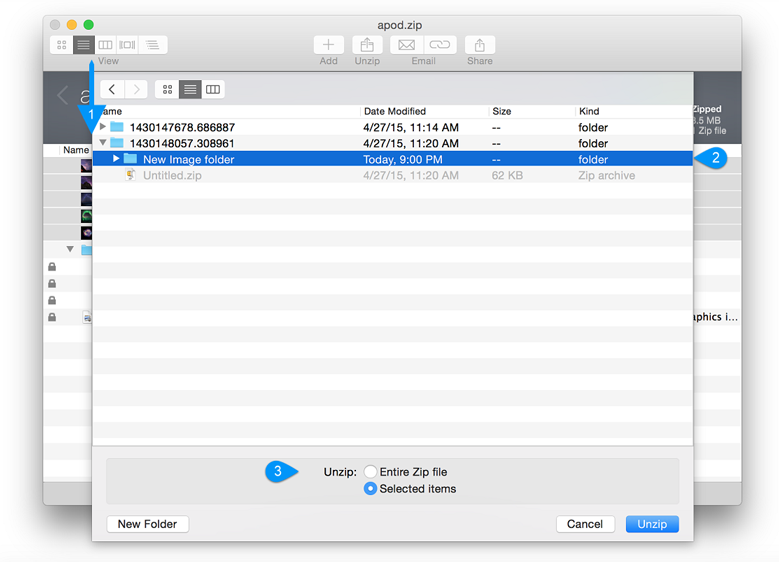 apod.zip
View
Add
Unzip
Email
Share
Zipped
8.5 MB
1 Zip file
1
ame
Date Modified
Size
Kind
1430147678.686887
4/27/15, 11:14 AM
--
folder
1430148057.308961
4/27/15, 11:20 AM
--
folder
Name
New Image folder
Today, 9:00 PM
--
folder
2
Untitled.zip
4/27/15, 11:20 AM
62 KB
Zip archive
aphics i...
3
Unzip:
Entire Zip file
Selected items
New Folder
Cancel
Unzip